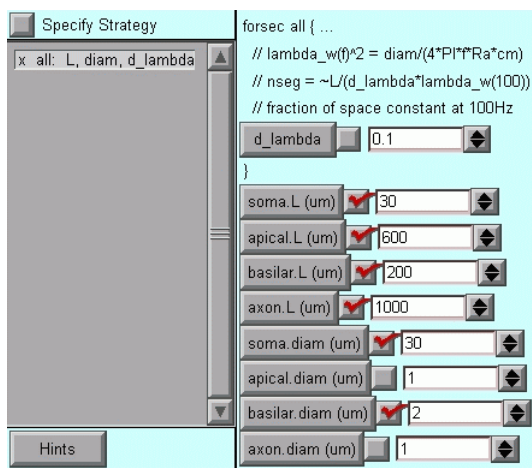 Specify Strategy
x all: L, diam, d_lambda
Hints
forsec all { ...
// lambda_w(f)^2 = diam/(4*PI*f*Ra*cm)
// nseg = ~L/(d_lambda*lambda_w(100))
// fraction of space constant at 100Hz
d_lambda 0.1
}
soma.L (um) 30
apical.L (um) 600
basilar.L (um) 200
axon.L (um) 1000
soma.diam (um) 30
apical.diam (um) 1
basilar.diam (um) 2
axon.diam (um) 1